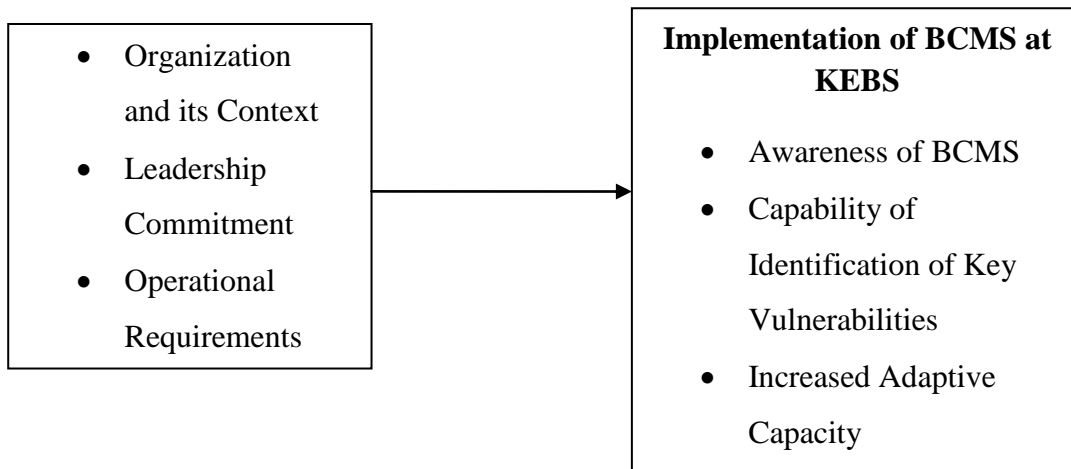 • Organization
and its Context
• Leadership
Commitment
• Operational
Requirements
Implementation of BCMS at
KEBS
• Awareness of BCMS
• Capability of
Identification of Key
Vulnerabilities
• Increased Adaptive
Capacity